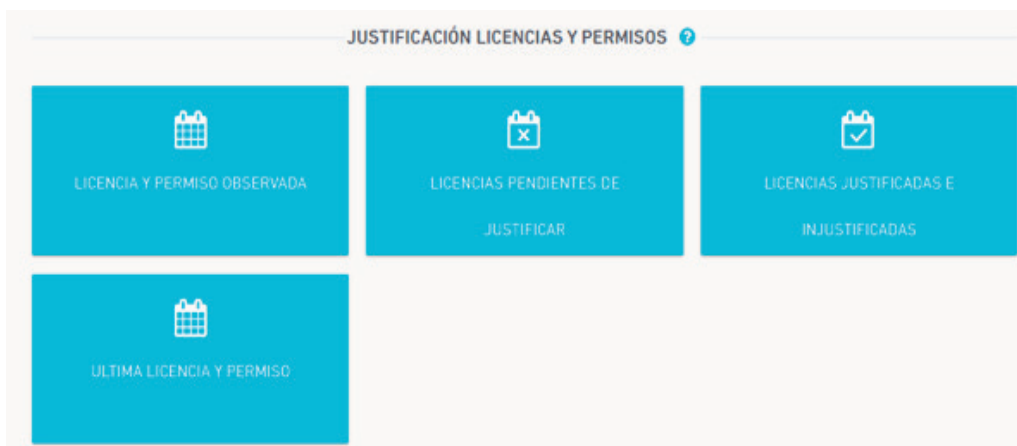 JUSTIFICACIÓN LICENCIAS Y PERMISOS ?
LICENCIA Y PERMISO OBSERVADA
LICENCIAS PENDIENTES DE
JUSTIFICAR
LICENCIAS JUSTIFICADAS E
INJUSTIFICADAS
ULTIMA LICENCIA Y PERMISO